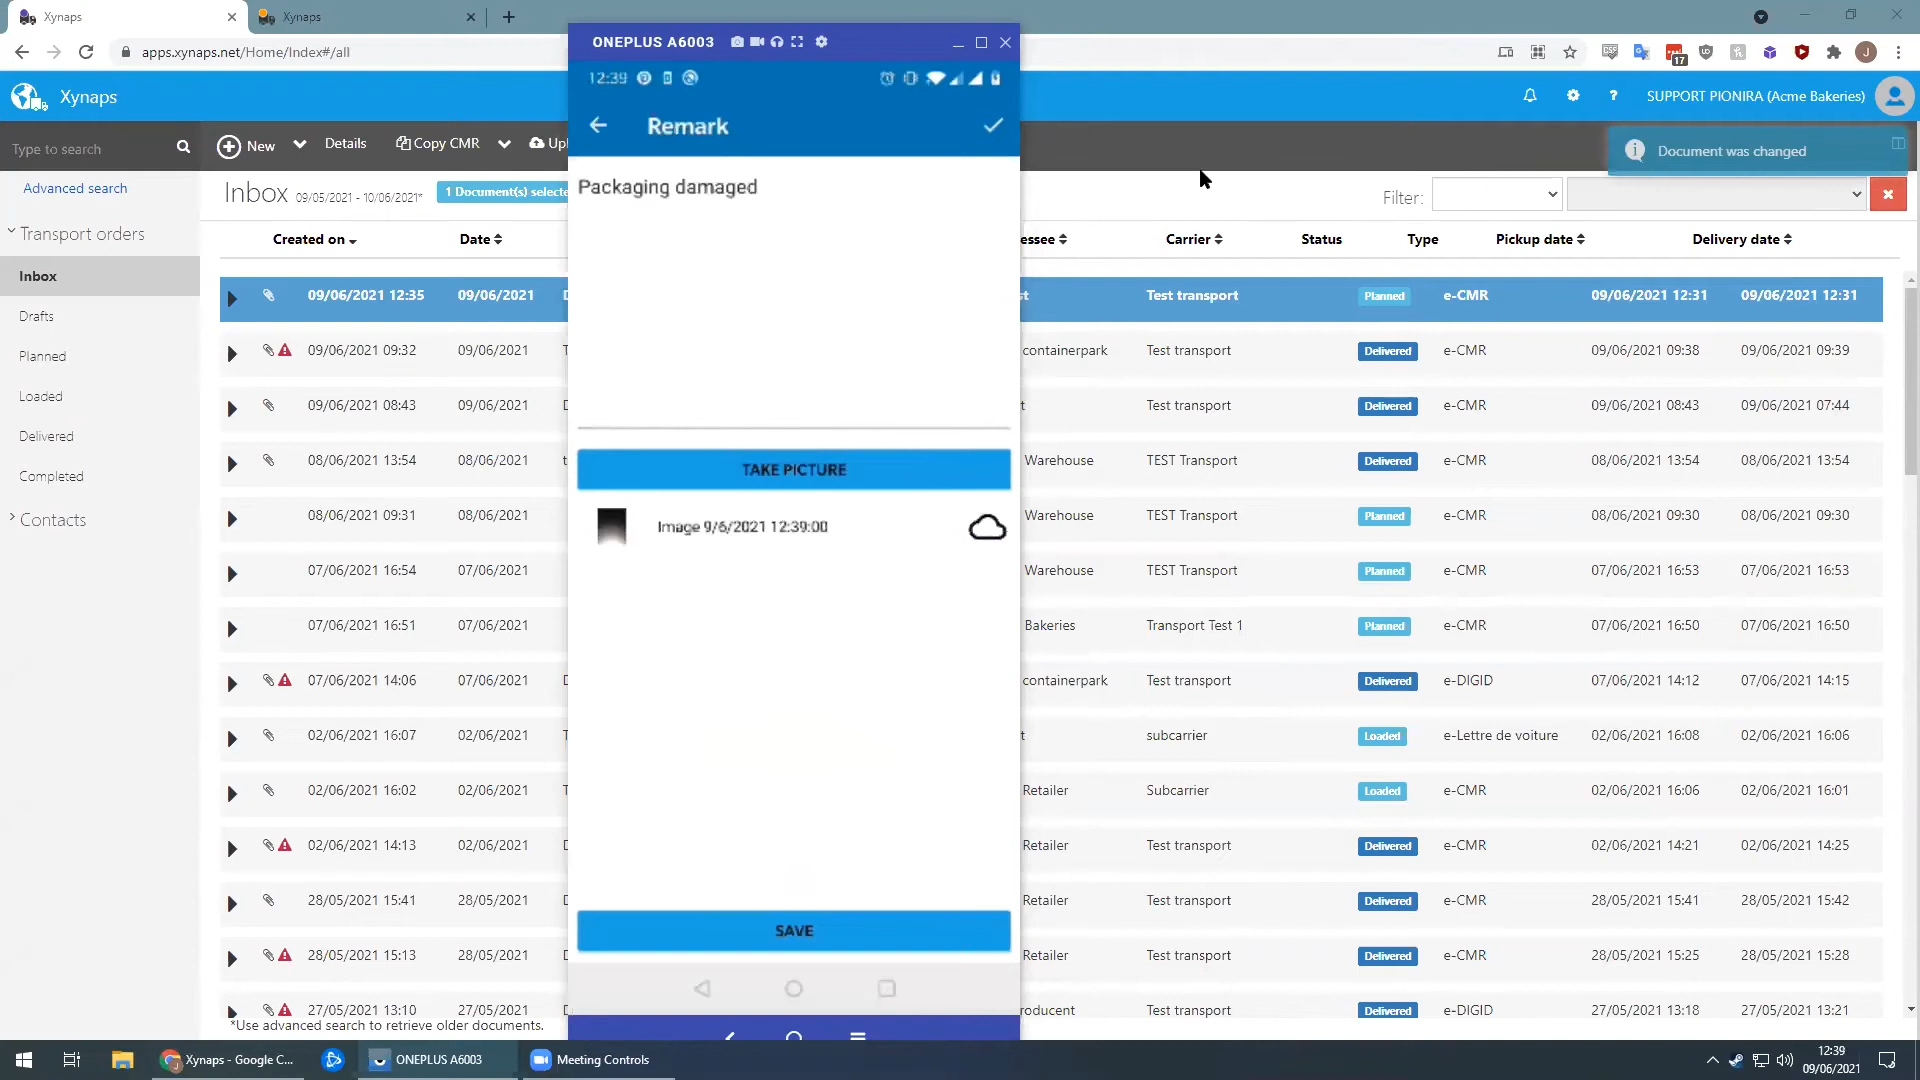 Xynaps
Xynaps
apps.xynaps.net/Home/Index#/all
17
J
Xynaps
SUPPORT PIONIRA (Acme Bakeries)
Type to search
New
Details
Copy CMR
Upl
Document was changed
Advanced search
Inbox 09/05/2021 - 10/06/2021*
1 Document(s) selecte
Filter:
Transport orders
Inbox
Drafts
Planned
Loaded
Delivered
Completed
Contacts
Created on
Date
essee
Carrier
Status
Type
Pickup date
Delivery date
09/06/2021 12:35 09/06/2021 st Test transport Planned e-CMR 09/06/2021 12:31 09/06/2021 12:31
09/06/2021 09:32 09/06/2021 T containerpark Test transport Delivered e-CMR 09/06/2021 09:38 09/06/2021 09:39
09/06/2021 08:43 09/06/2021 t Test transport Delivered e-CMR 09/06/2021 08:43 09/06/2021 07:44
08/06/2021 13:54 08/06/2021 t Warehouse TEST Transport Delivered e-CMR 08/06/2021 13:54 08/06/2021 13:54
08/06/2021 09:31 08/06/2021 Warehouse TEST Transport Planned e-CMR 08/06/2021 09:30 08/06/2021 09:30
07/06/2021 16:54 07/06/2021 Warehouse TEST Transport Planned e-CMR 07/06/2021 16:53 07/06/2021 16:53
07/06/2021 16:51 07/06/2021 Bakeries Transport Test 1 Planned e-CMR 07/06/2021 16:50 07/06/2021 16:50
07/06/2021 14:06 07/06/2021 containerpark Test transport Delivered e-DIGID 07/06/2021 14:12 07/06/2021 14:15
02/06/2021 16:07 02/06/2021 T t subcarrier Loaded e-Lettre de voiture 02/06/2021 16:08 02/06/2021 16:06
02/06/2021 16:02 02/06/2021 Retailer Subcarrier Loaded e-CMR 02/06/2021 16:06 02/06/2021 16:01
02/06/2021 14:13 02/06/2021 Retailer Test transport Delivered e-CMR 02/06/2021 14:21 02/06/2021 14:25
28/05/2021 15:41 28/05/2021 Retailer Test transport Delivered e-CMR 28/05/2021 15:41 28/05/2021 15:42
28/05/2021 15:13 28/05/2021 Retailer Test transport Delivered e-CMR 28/05/2021 15:25 28/05/2021 15:28
27/05/2021 13:10 27/05/2021 roducent Test transport Delivered e-DIGID 27/05/2021 13:18 27/05/2021 13:21
*Use advanced search to retrieve older documents.
ONEPLUS A6003
12:39
Remark
Packaging damaged
TAKE PICTURE
Image 9/6/2021 12:39:00
SAVE
Xynaps - Google C...
ONEPLUS A6003
Meeting Controls
12:39
09/06/2021